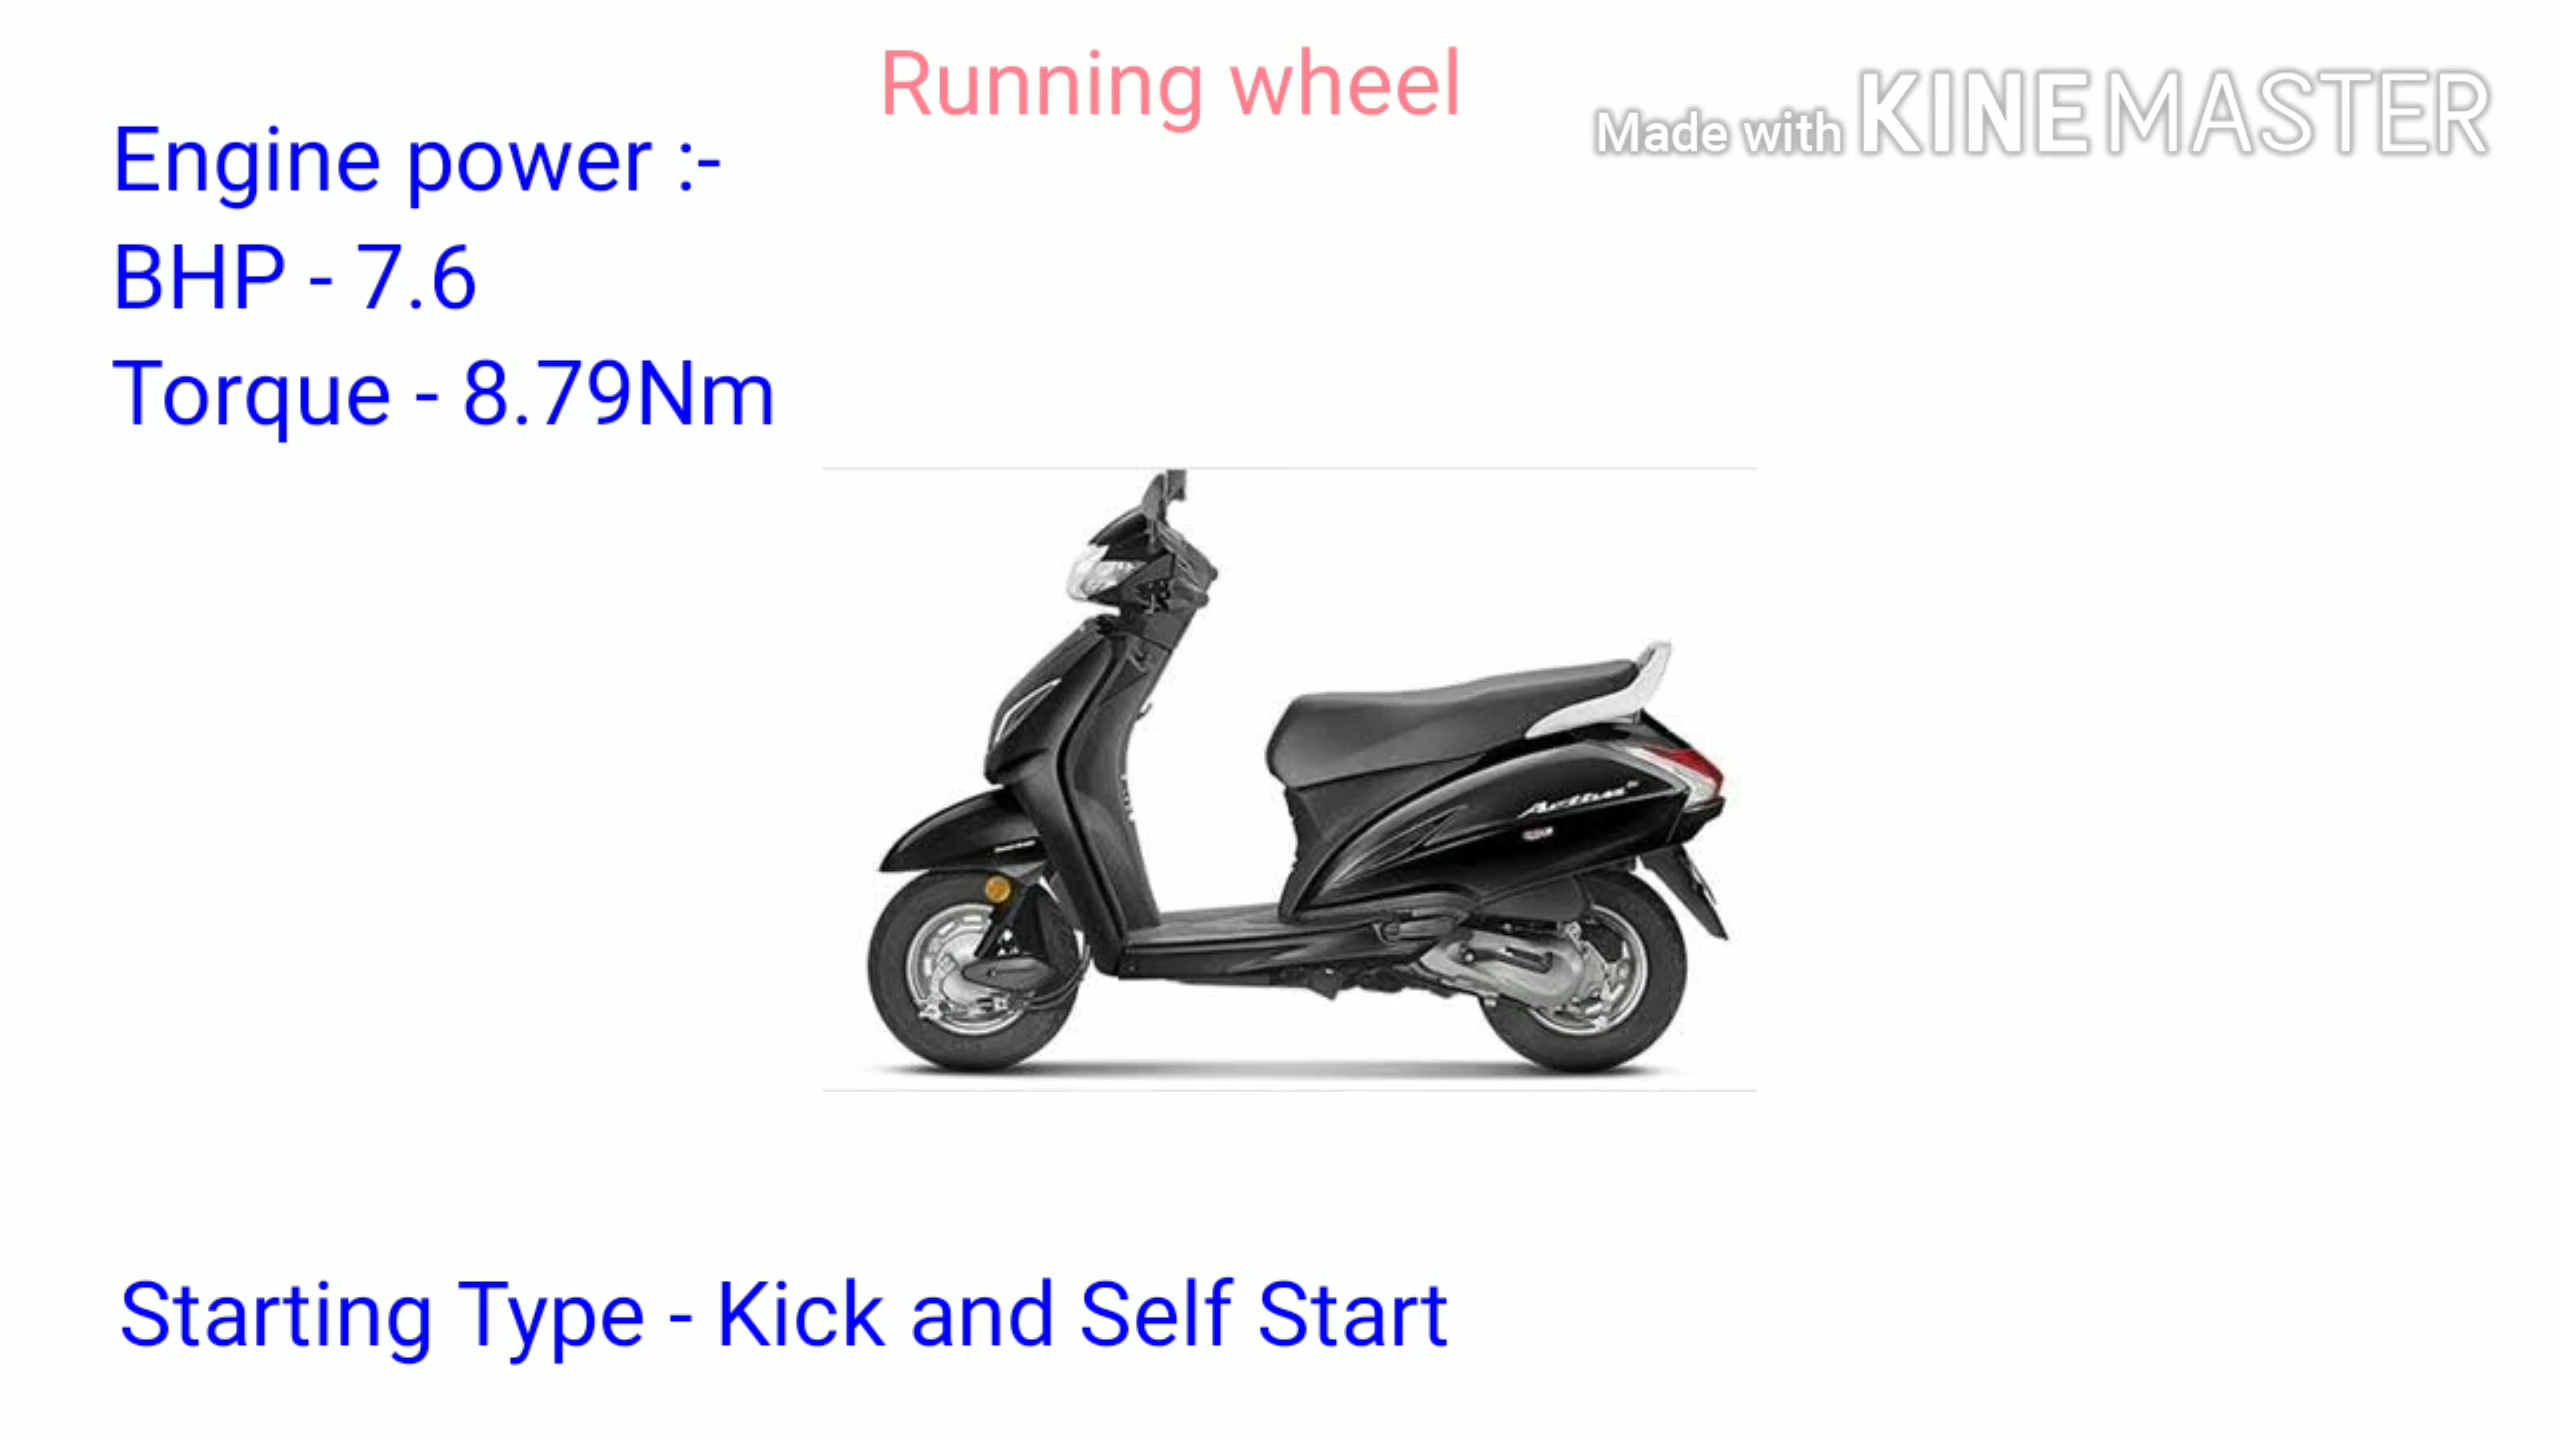 Running wheel
Made with KINEMASTER
Engine power :-
BHP - 7.6
Torque - 8.79Nm
Activa
Starting Type - Kick and Self Start